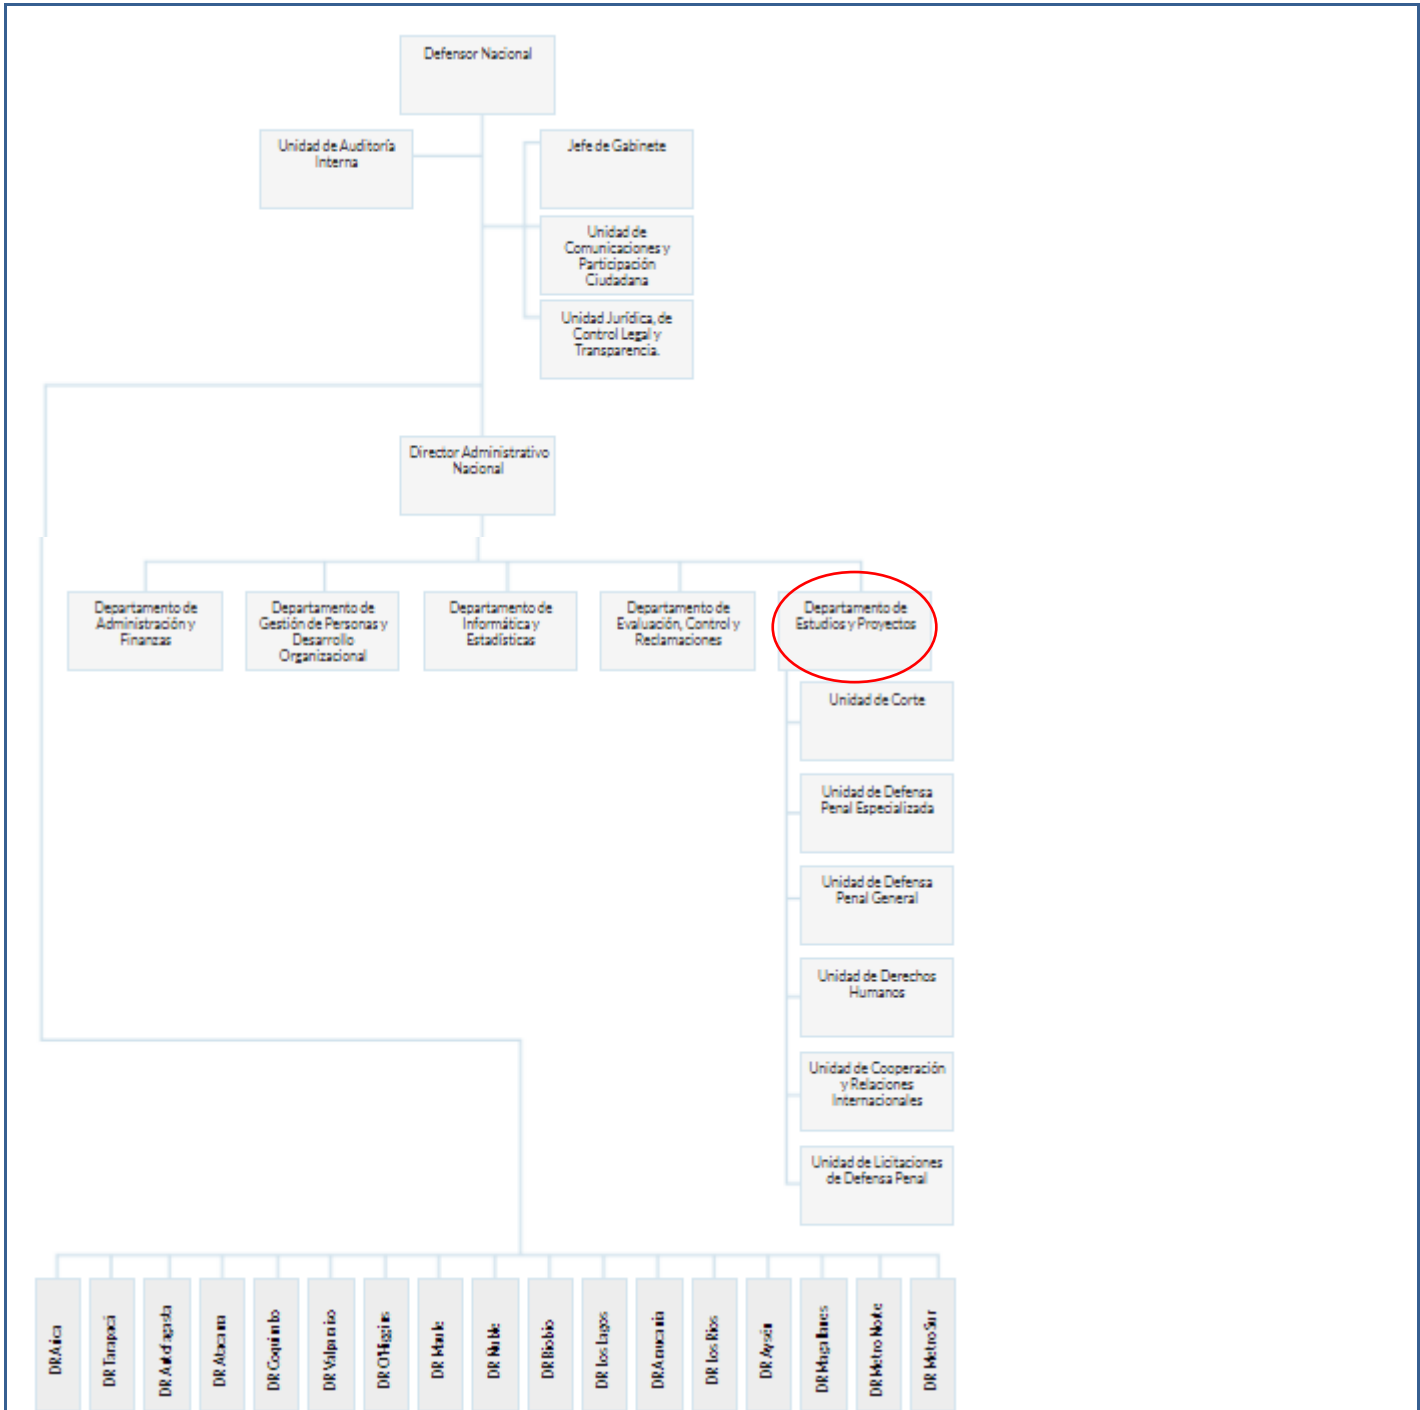 Defensor Nacional
Unidad de Auditoría
Interna
Jefe de Gabinete
Unidad de
Comunicaciones y
Participación
Ciudadana
Unidad Jurídica, de
Control Legal y
Transparencia.
Director Administrativo
Nacional
Departamento de
Administración y
Finanzas
Departamento de
Gestión de Personas y
Desarrollo
Organizacional
Departamento de
Informática y
Estadísticas
Departamento de
Evaluación, Control y
Reclamaciones
Departamento de
Estudios y Proyectos
Unidad de Corte
Unidad de Defensa
Penal Especializada
Unidad de Defensa
Penal General
Unidad de Derechos
Humanos
Unidad de Cooperación
y Relaciones
Internacionales
Unidad de Licitaciones
de Defensa Penal
DR Arica
DR Tarapacá
DR Antofagasta
DR Atacama
DR Coquimbo
DR Valparaíso
DR O'Higgins
DR Maule
DR Ñuble
DR Biobio
DR Los Lagos
DR Araucanía
DR Los Ríos
DR Aysén
DR Magallanes
DR Metro Norte
DR Metro Sur